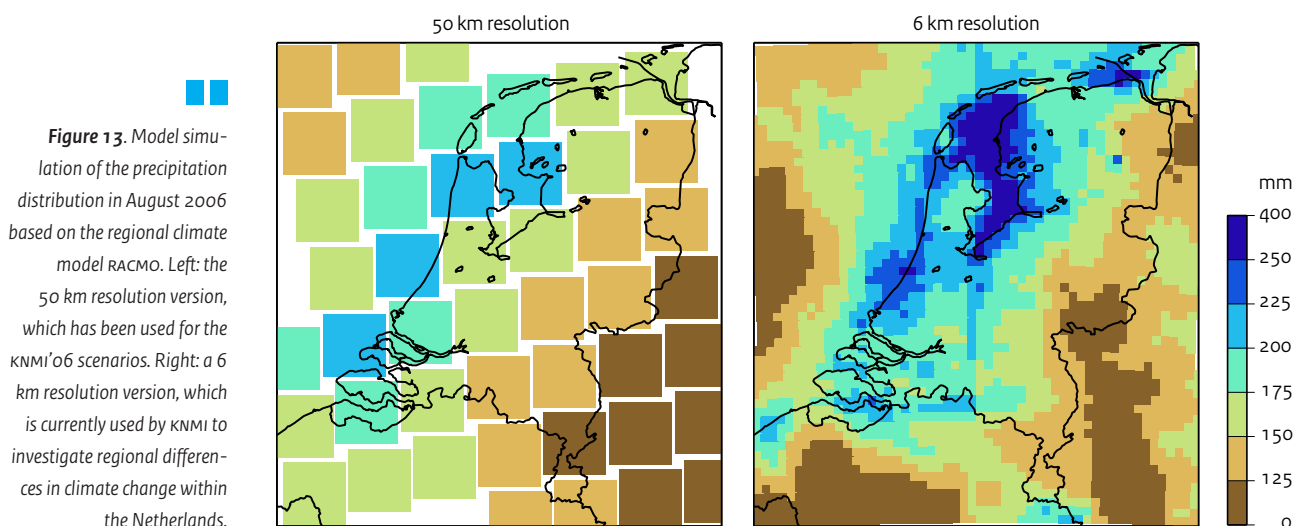 50 km resolution
6 km resolution
Figure 13. Model simu-
lation of the precipitation
distribution in August 2006
based on the regional climate
model RACMO. Left: the
50 km resolution version,
which has been used for the
KNMI'06 scenarios. Right: a 6
km resolution version, which
is currently used by KNMI to
investigate regional differen-
ces in climate change within
the Netherlands.
mm
400
250
225
200
175
150
125
0